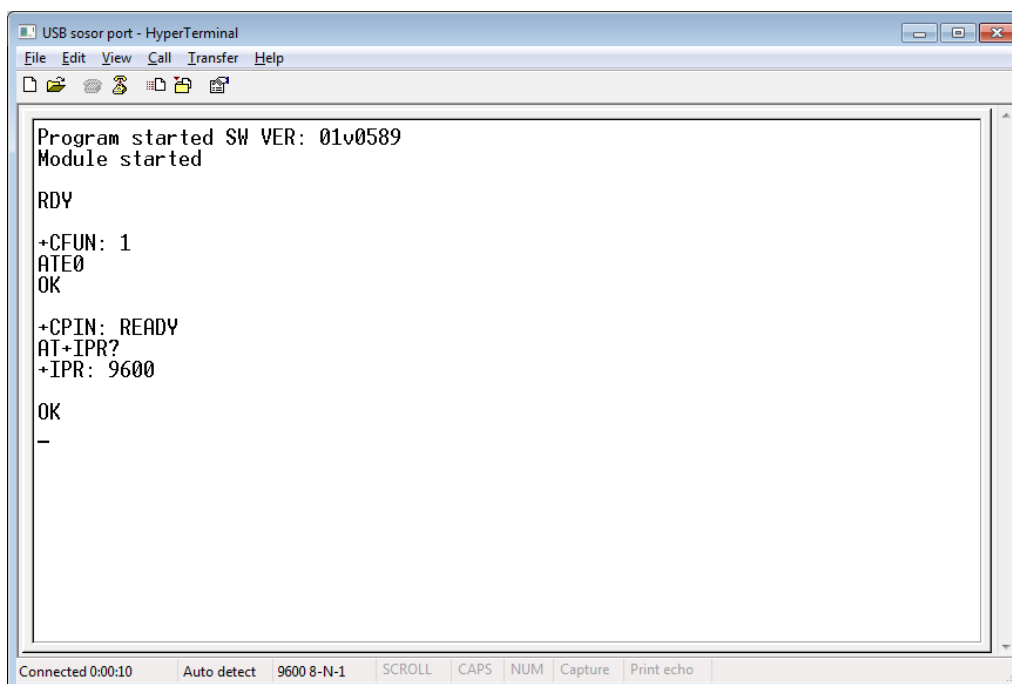 USB sosor port - HyperTerminal
File Edit View Call Transfer Help
Program started SW VER: 01v0589
Module started
RDY
+CFUN: 1
ATE0
OK
+CPIN: READY
AT+IPR?
+IPR: 9600
OK
Connected 0:00:10 Auto detect 9600 8-N-1 SCROLL CAPS NUM Capture Print echo